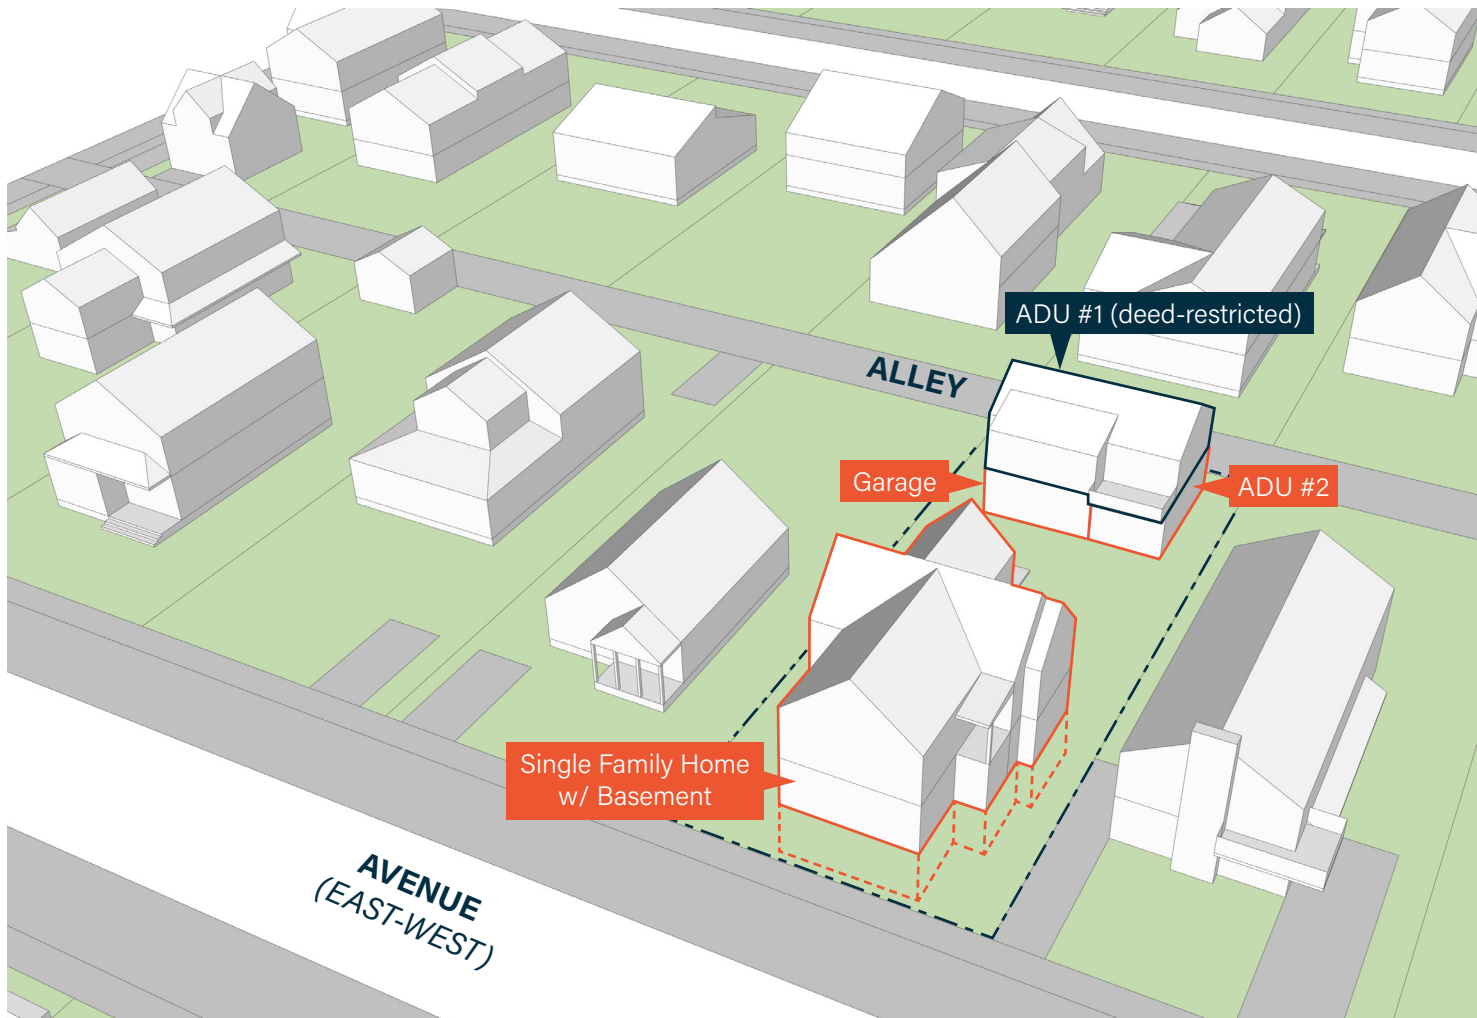 ADU #1 (deed-restricted)
ALLEY
Garage
ADU #2
Single Family Home
w/ Basement
AVENUE
(EAST-WEST)